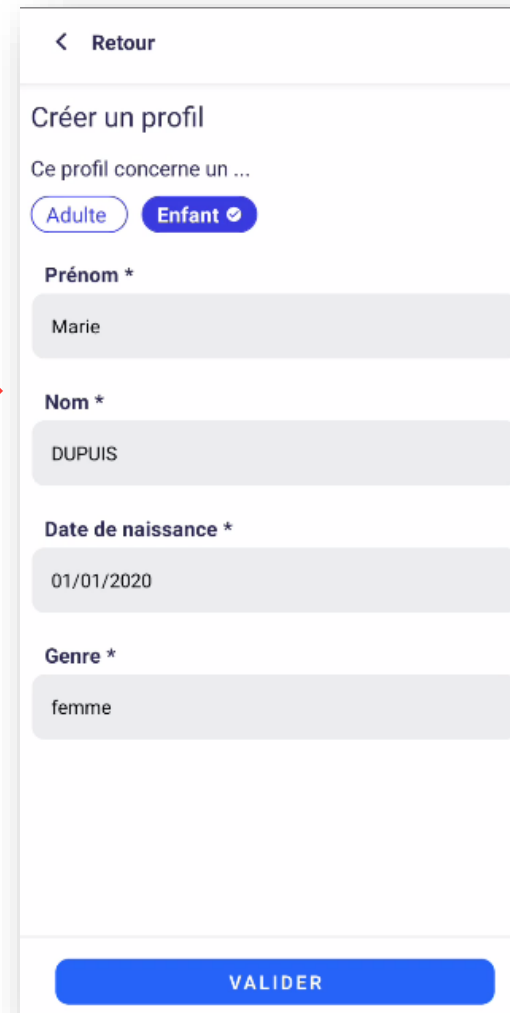 Retour
Créer un profil
Ce profil concerne un ...
Adulte Enfant
Prénom *
Marie
Nom *
DUPUIS
Date de naissance *
01/01/2020
Genre *
femme
VALIDER